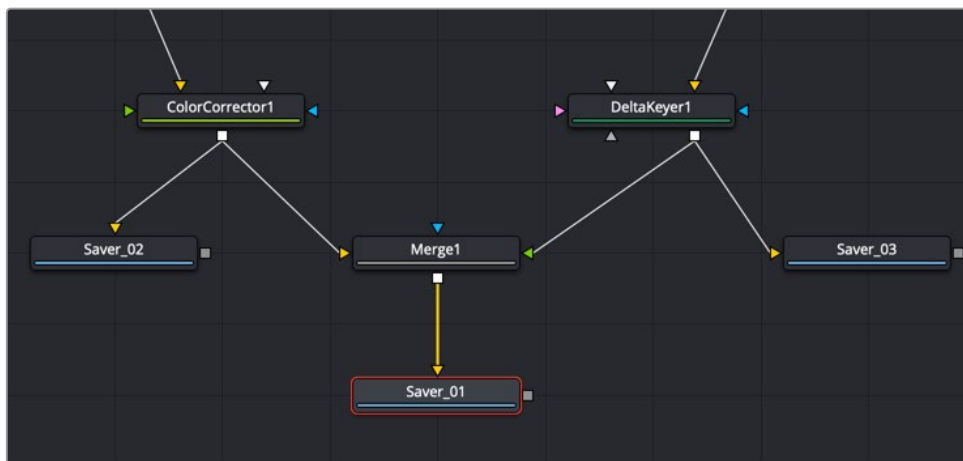 ColorCorrector1
DeltaKeyer1
Saver_02
Merge1
Saver_03
Saver_01